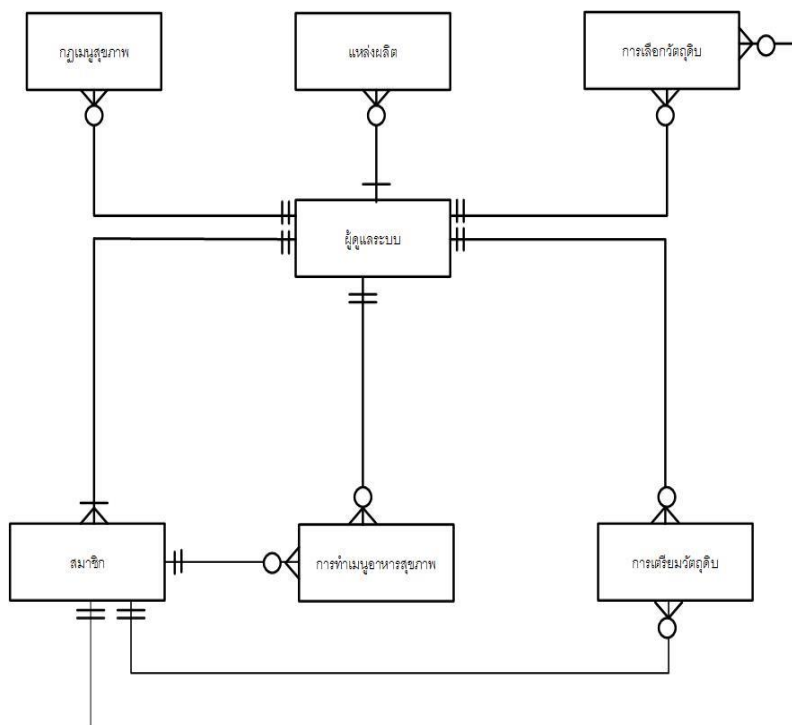 กฏเมนูสุขภาพ
แหล่งผลิต
การเลือกวัตถุดิบ
ผู้ดูแลระบบ
สมาชิก
การทำเมนูอาหารสุขภาพ
การเตรียมวัตถุดิบ